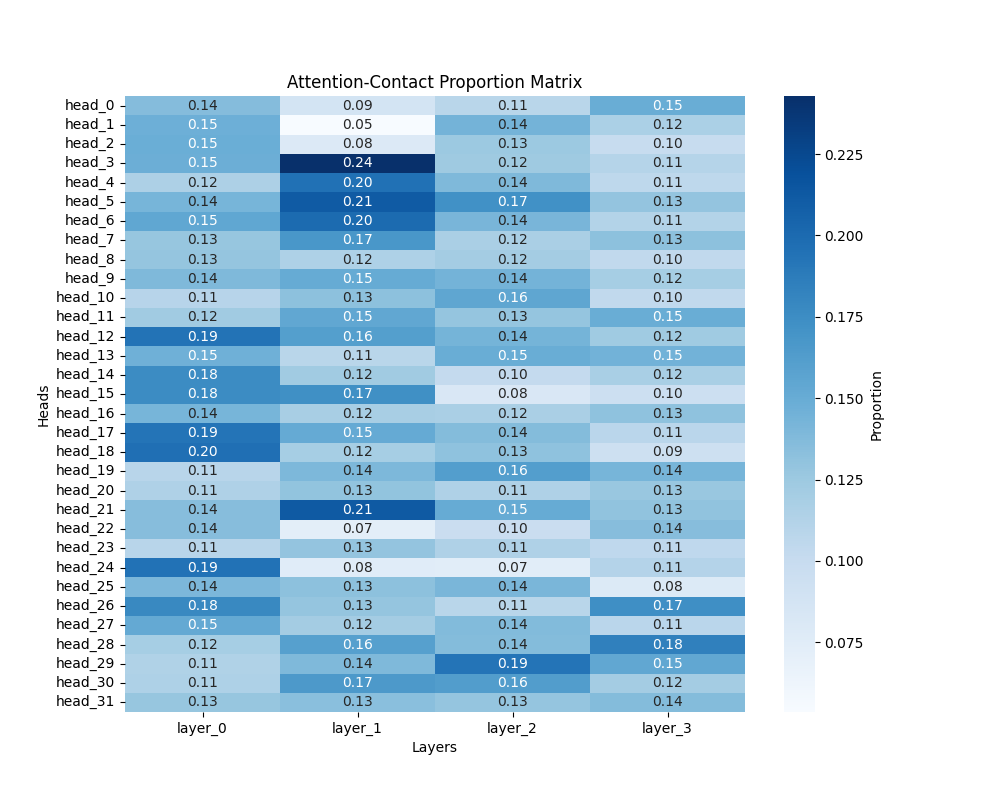 Attention-Contact Proportion Matrix
head_0 0.14 0.09 0.11 0.15
head_1 0.15 0.05 0.14 0.12
head_2 0.15 0.08 0.13 0.10
head_3 0.15 0.24 0.12 0.11
head_4 0.12 0.20 0.14 0.11
head_5 0.14 0.21 0.17 0.13
head_6 0.15 0.20 0.14 0.11
head_7 0.13 0.17 0.12 0.13
head_8 0.13 0.12 0.12 0.10
head_9 0.14 0.15 0.14 0.12
head_10 0.11 0.13 0.16 0.10
head_11 0.12 0.15 0.13 0.15
head_12 0.19 0.16 0.14 0.12
head_13 0.15 0.11 0.15 0.15
head_14 0.18 0.12 0.10 0.12
head_15 0.18 0.17 0.08 0.10
head_16 0.14 0.12 0.12 0.13
head_17 0.19 0.15 0.14 0.11
head_18 0.20 0.12 0.13 0.09
head_19 0.11 0.14 0.16 0.14
head_20 0.11 0.13 0.11 0.13
head_21 0.14 0.21 0.15 0.13
head_22 0.14 0.07 0.10 0.14
head_23 0.11 0.13 0.11 0.11
head_24 0.19 0.08 0.07 0.11
head_25 0.14 0.13 0.14 0.08
head_26 0.18 0.13 0.11 0.17
head_27 0.15 0.12 0.14 0.11
head_28 0.12 0.16 0.14 0.18
head_29 0.11 0.14 0.19 0.15
head_30 0.11 0.17 0.16 0.12
head_31 0.13 0.13 0.13 0.14
layer_0 layer_1 layer_2 layer_3
Layers
Heads
0.225
0.200
0.175
0.150
0.125
0.100
0.075
Proportion